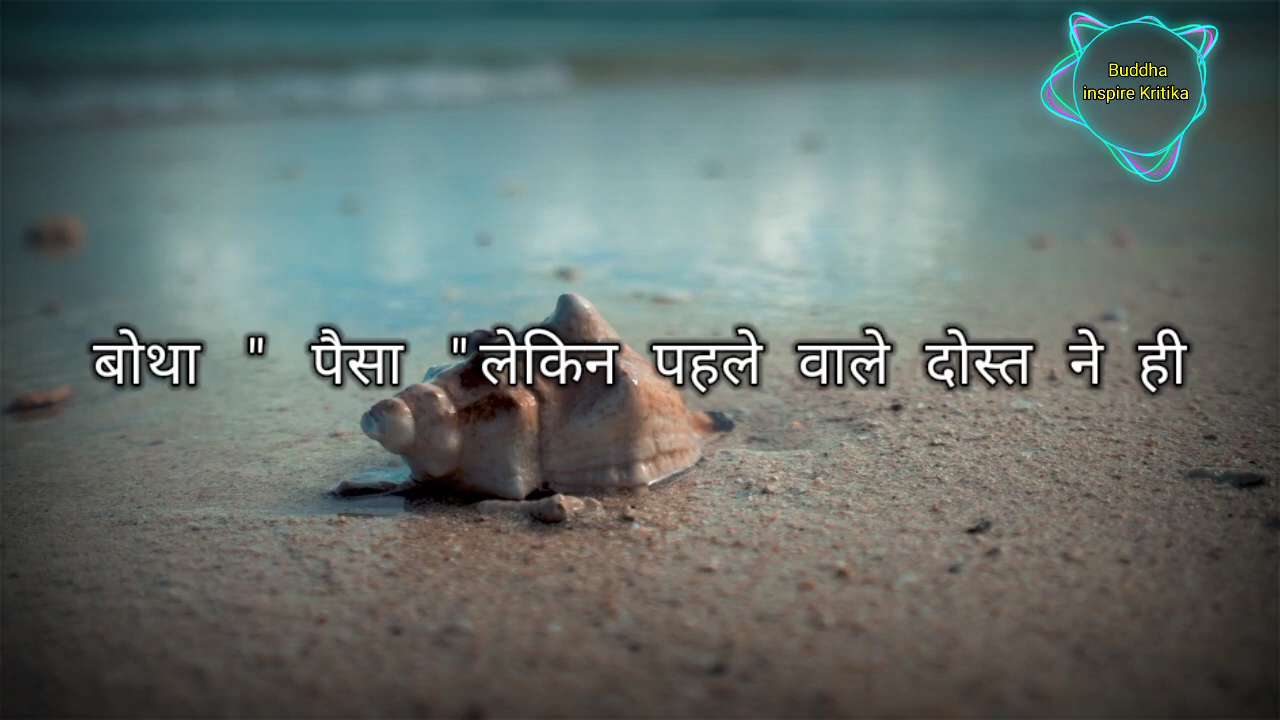 Buddha
inspire Kritika
बोथा " पैसा "लेकिन पहले वाले दोस्त ने ही